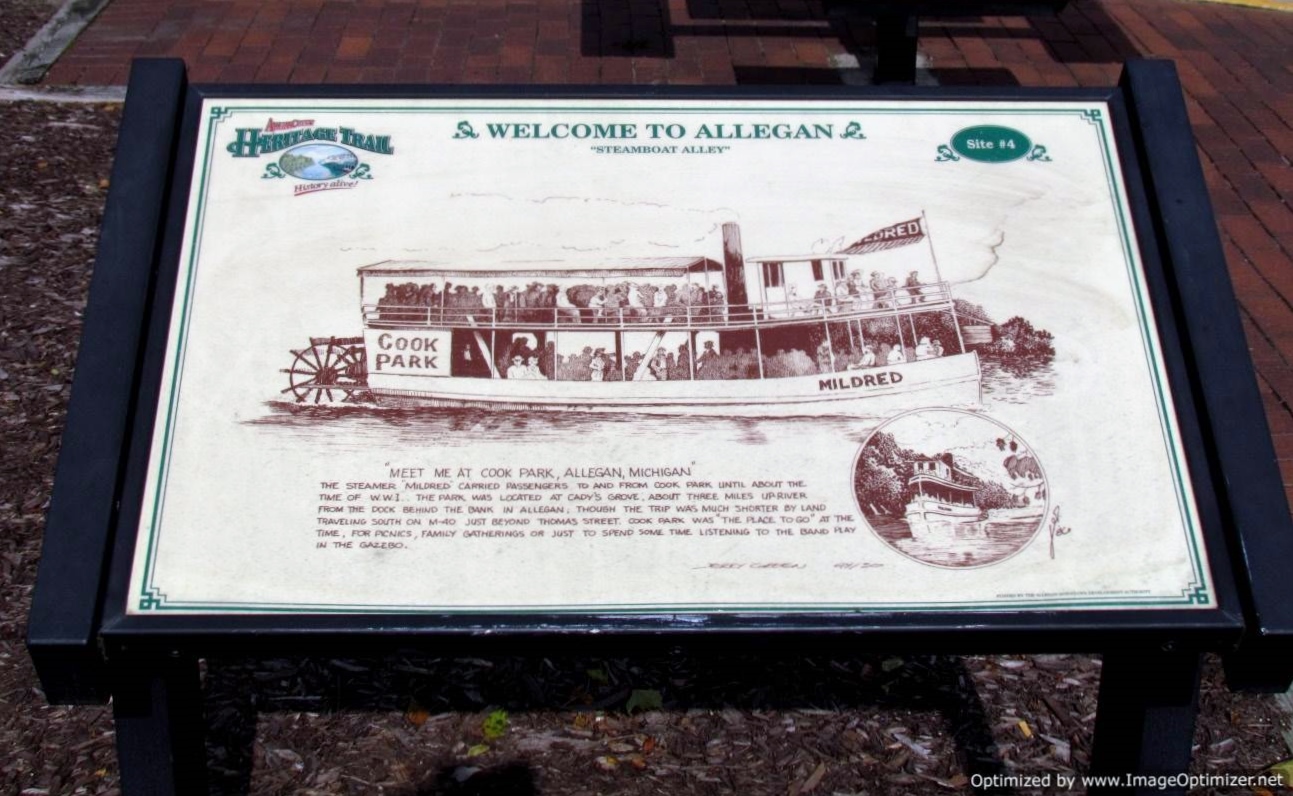 HERITAGE TRAIL
History alive!
WELCOME TO ALLEGAN
"STEAMBOAT ALLEY"
Site #4
MILDRED
COOK
PARK
MILDRED
"MEET ME AT COOK PARK, ALLEGAN, MICHIGAN"
THE STEAMER 'MILDRED' CARRIED PASSENGERS TO AND FROM COOK PARK UNTIL ABOUT THE
TIME OF W.W.I.. THE PARK WAS LOCATED AT CADY'S GROVE, ABOUT THREE MILES UP-RIVER
FROM THE DOCK BEHIND THE BANK IN ALLEGAN; THOUGH THE TRIP WAS MUCH SHORTER BY LAND
TRAVELING SOUTH ON M-40 JUST BEYOND THOMAS STREET. COOK PARK WAS "THE PLACE TO GO" AT THE
TIME, FOR PICNICS, FAMILY GATHERINGS OR JUST TO SPEND SOME TIME LISTENING TO THE BAND PLAY
IN THE GAZEBO.
Optimized by www.ImageOptimizer.net